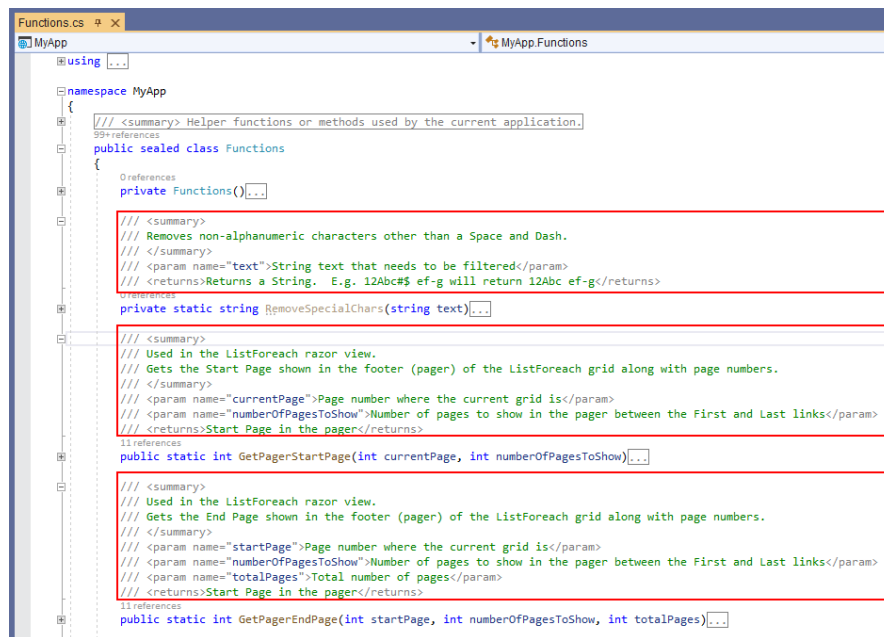 Functions.cs
MyApp MyApp.Functions
using ...
namespace MyApp
{
/// <summary> Helper functions or methods used by the current application.
99+ references
public sealed class Functions
{
0 references
private Functions()...
/// <summary>
/// Removes non-alphanumeric characters other than a Space and Dash.
/// </summary>
/// <param name="text">String text that needs to be filtered</param>
/// <returns>Returns a String.  E.g. 12Abc#$ ef-g will return 12Abc ef-g</returns>
0 references
private static string RemoveSpecialChars(string text)...
/// <summary>
/// Used in the ListForeach razor view.
/// Gets the Start Page shown in the footer (pager) of the ListForeach grid along with page numbers.
/// </summary>
/// <param name="currentPage">Page number where the current grid is</param>
/// <param name="numberOfPagesToShow">Number of pages to show in the pager between the First and Last links</param>
/// <returns>Start Page in the pager</returns>
11 references
public static int GetPagerStartPage(int currentPage, int numberOfPagesToShow)...
/// <summary>
/// Used in the ListForeach razor view.
/// Gets the End Page shown in the footer (pager) of the ListForeach grid along with page numbers.
/// </summary>
/// <param name="startPage">Page number where the current grid is</param>
/// <param name="numberOfPagesToShow">Number of pages to show in the pager between the First and Last links</param>
/// <param name="totalPages">Total number of pages</param>
/// <returns>Start Page in the pager</returns>
11 references
public static int GetPagerEndPage(int startPage, int numberOfPagesToShow, int totalPages)...